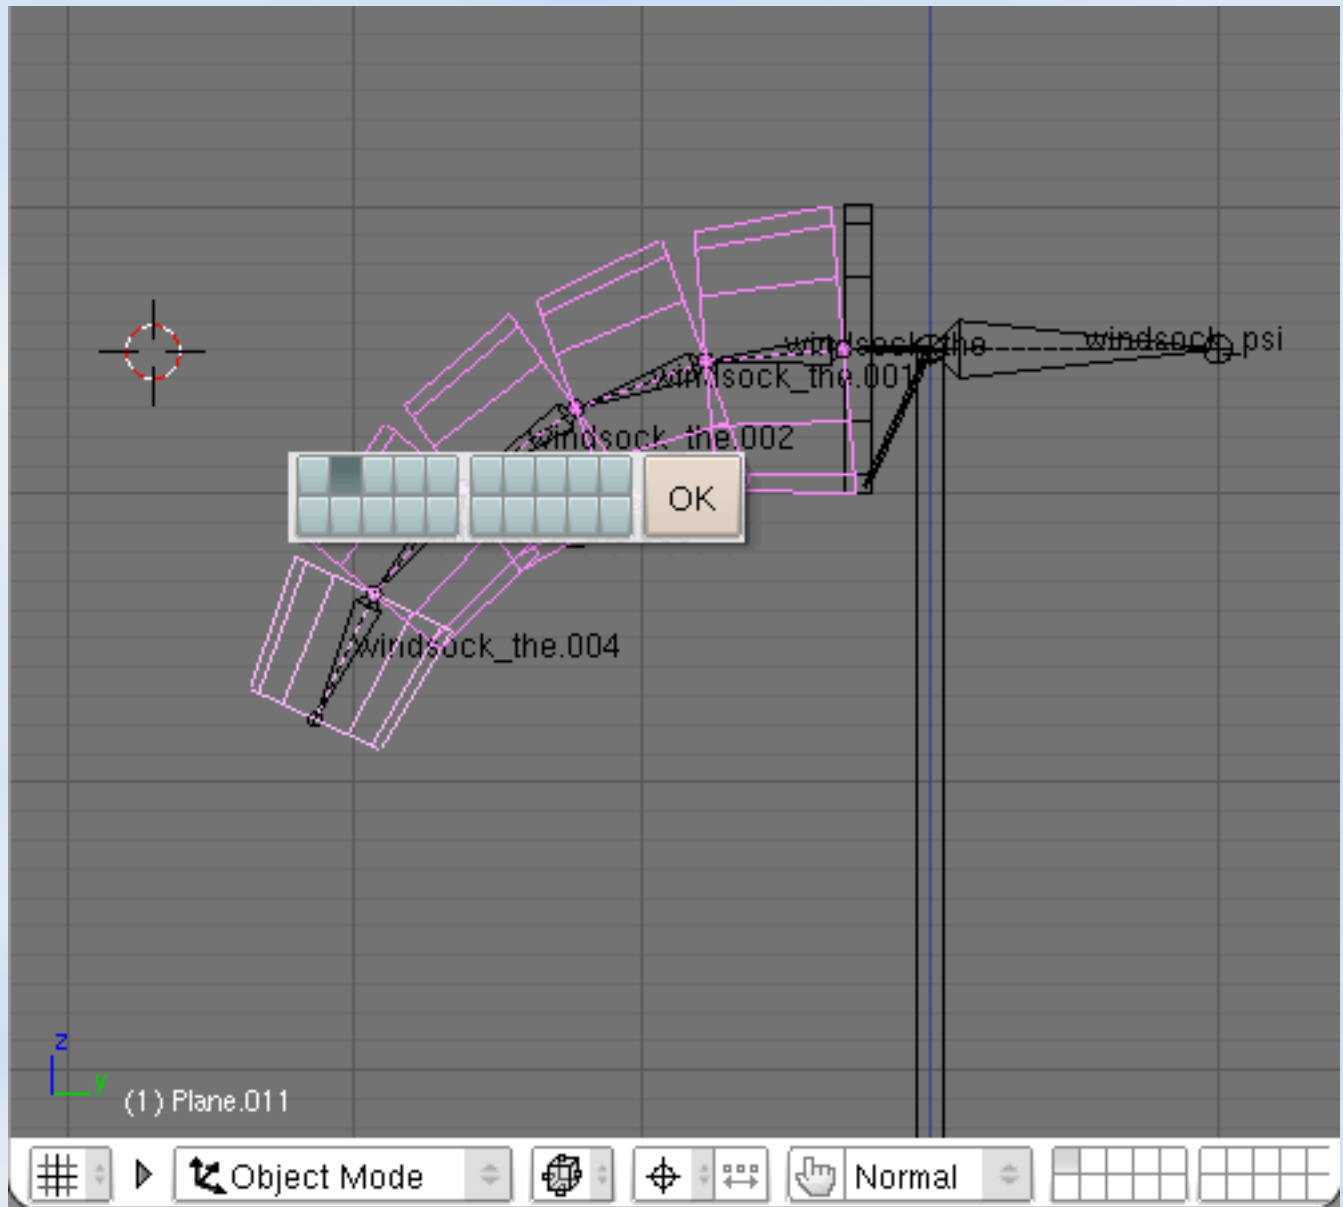 windsock_the
windsock_psi
windsock_the.001
windsock_the.002
OK
windsock_the.004
z
y
(1) Plane.011
Object Mode
Normal